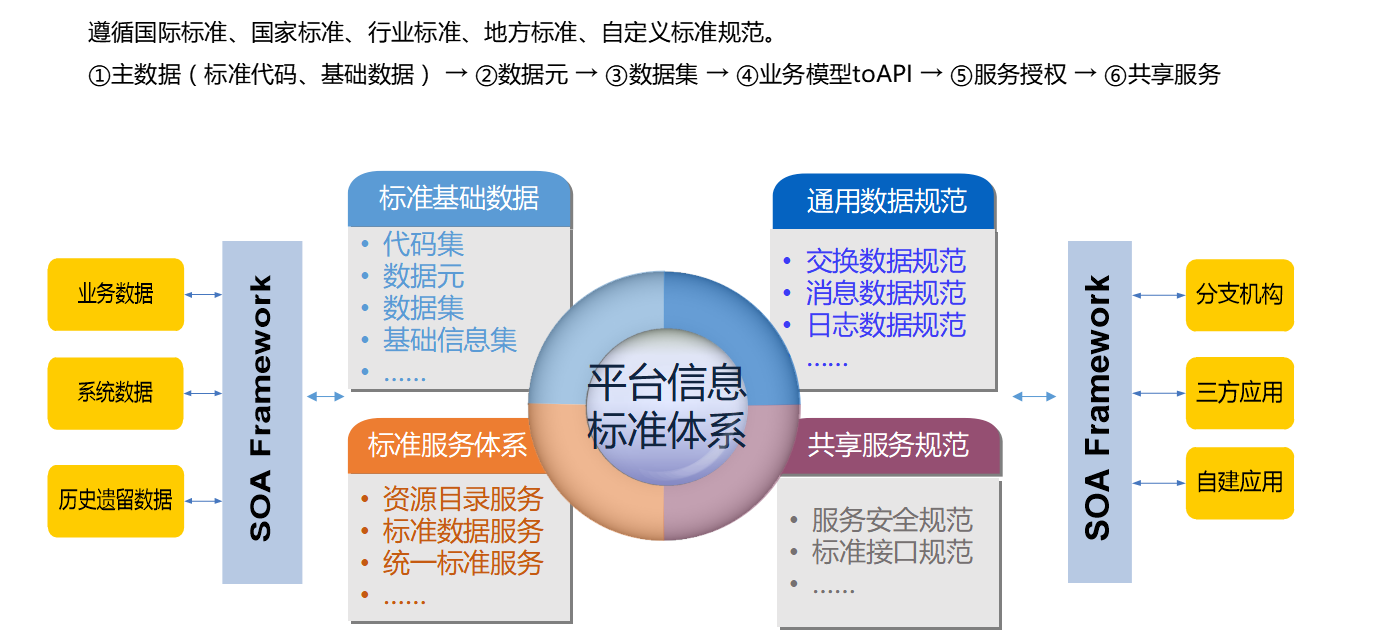 遵循国际标准、国家标准、行业标准、地方标准、自定义标准规范。
①主数据（标准代码、基础数据） → ②数据元 → ③数据集 → ④业务模型toAPI → ⑤服务授权 → ⑥共享服务
业务数据
系统数据
历史遗留数据
SOA Framework
标准基础数据
• 代码集
• 数据元
• 数据集
• 基础信息集
• ……
标准服务体系
• 资源目录服务
• 标准数据服务
• 统一标准服务
• ……
平台信息
标准体系
通用数据规范
• 交换数据规范
• 消息数据规范
• 日志数据规范
……
共享服务规范
• 服务安全规范
• 标准接口规范
• ……
SOA Framework
分支机构
三方应用
自建应用